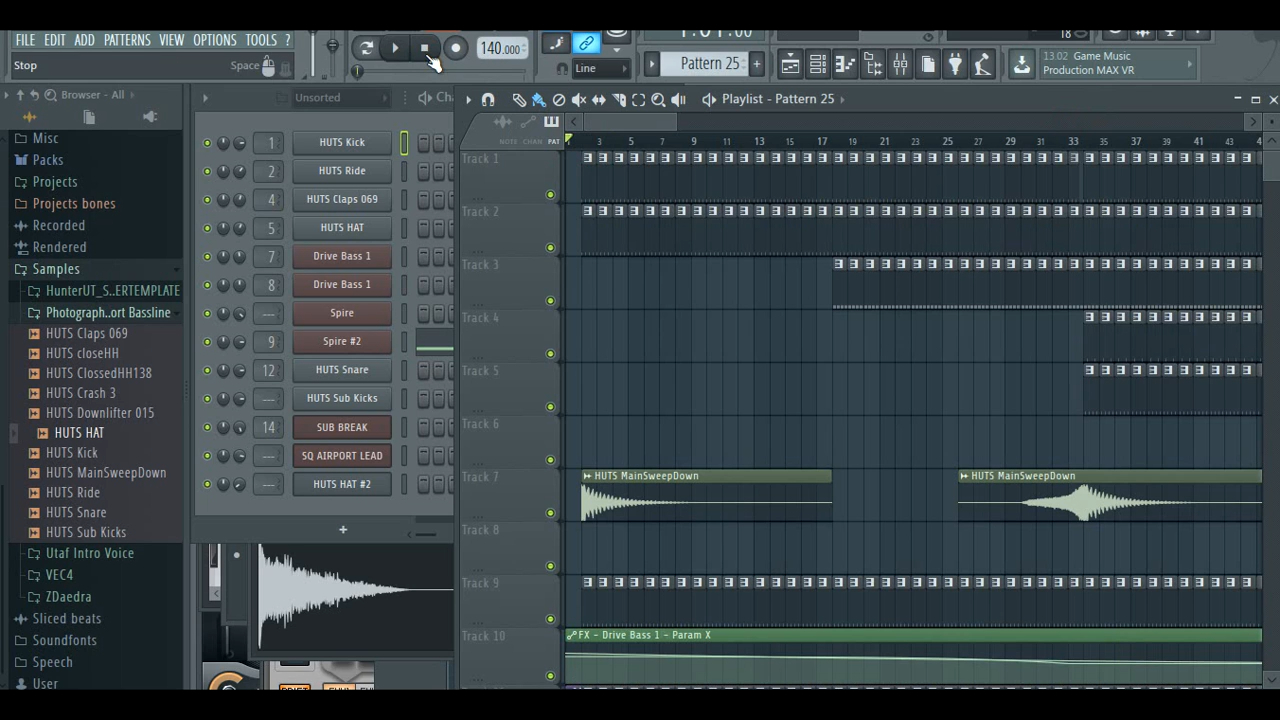 FILE EDIT ADD PATTERNS VIEW OPTIONS TOOLS ?
Stop Space
140.000
Line
Pattern 25
18
13.02 Game Music
Production MAX VR
Browser - All
Misc
Packs
Projects
Projects bones
Recorded
Rendered
Samples
HunterUT_S..ERTEMPLATE
Photograph..ort Bassline
HUTS Claps 069
HUTS closeHH
HUTS ClossedHH138
HUTS Crash 3
HUTS Downlifter 015
HUTS HAT
HUTS Kick
HUTS MainSweepDown
HUTS Ride
HUTS Snare
HUTS Sub Kicks
Utaf Intro Voice
VEC4
ZDaedra
Sliced beats
Soundfonts
Speech
User
Unsorted
1 HUTS Kick
2 HUTS Ride
4 HUTS Claps 069
5 HUTS HAT
7 Drive Bass 1
8 Drive Bass 1
--- Spire
9 Spire #2
12 HUTS Snare
--- HUTS Sub Kicks
14 SUB BREAK
--- SQ AIRPORT LEAD
--- HUTS HAT #2
+
Playlist - Pattern 25
NOTE CHAN PAT
3 5 7 9 11 13 15 17 19 21 23 25 27 29 31 33 35 37 39 41 43
Track 1
Track 2
Track 3
Track 4
Track 5
Track 6
Track 7
HUTS MainSweepDown
HUTS MainSweepDown
Track 8
Track 9
Track 10
FX - Drive Bass 1 - Param X